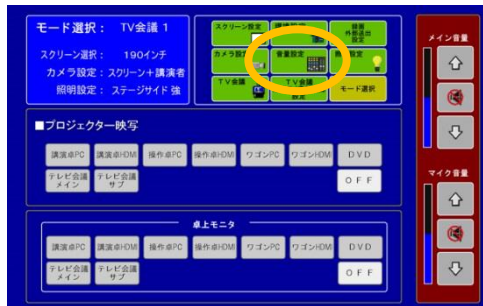 モード選択： TV会議 1
スクリーン選択： 190インチ
カメラ設定：スクリーン＋講演者
照明設定： ステージサイド 強
スクリーン設定
録画
外部送出
設定
カメラ設定
音量設定
TV会議
TV会議
設定
モード選択
■プロジェクター映写
講演卓PC 講演卓HDMI 操作卓PC 操作卓HDMI ワゴンPC ワゴンHDMI DVD
テレビ会議
メイン
テレビ会議
サブ
OFF
卓上モニタ
講演卓PC 講演卓HDMI 操作卓PC 操作卓HDMI ワゴンPC ワゴンHDMI DVD
テレビ会議
メイン
テレビ会議
サブ
OFF
メイン音量
マイク音量